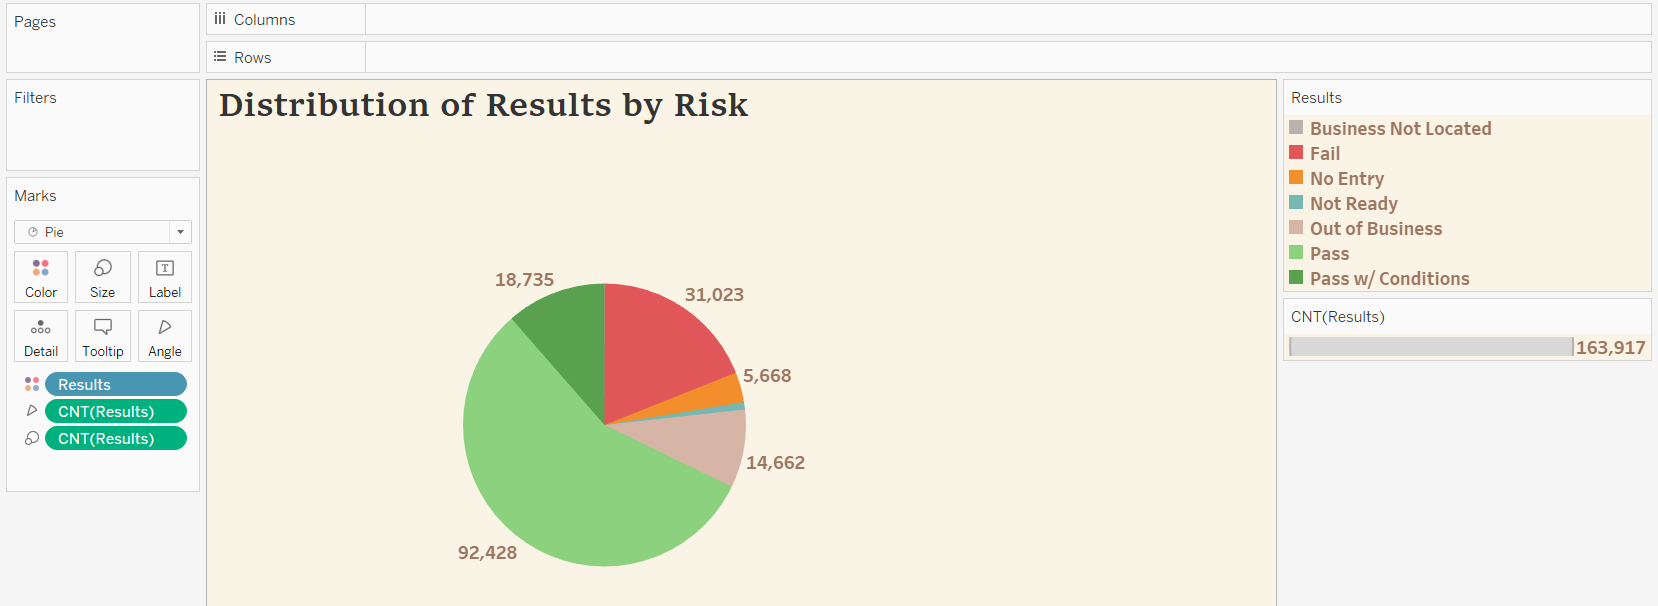 Pages
Columns
Rows
Filters
Marks
Pie
Color
Size
Label
Detail
Tooltip
Angle
Results
CNT(Results)
CNT(Results)
Distribution of Results by Risk
18,735
31,023
5,668
14,662
92,428
Results
Business Not Located
Fail
No Entry
Not Ready
Out of Business
Pass
Pass w/ Conditions
CNT(Results)
163,917